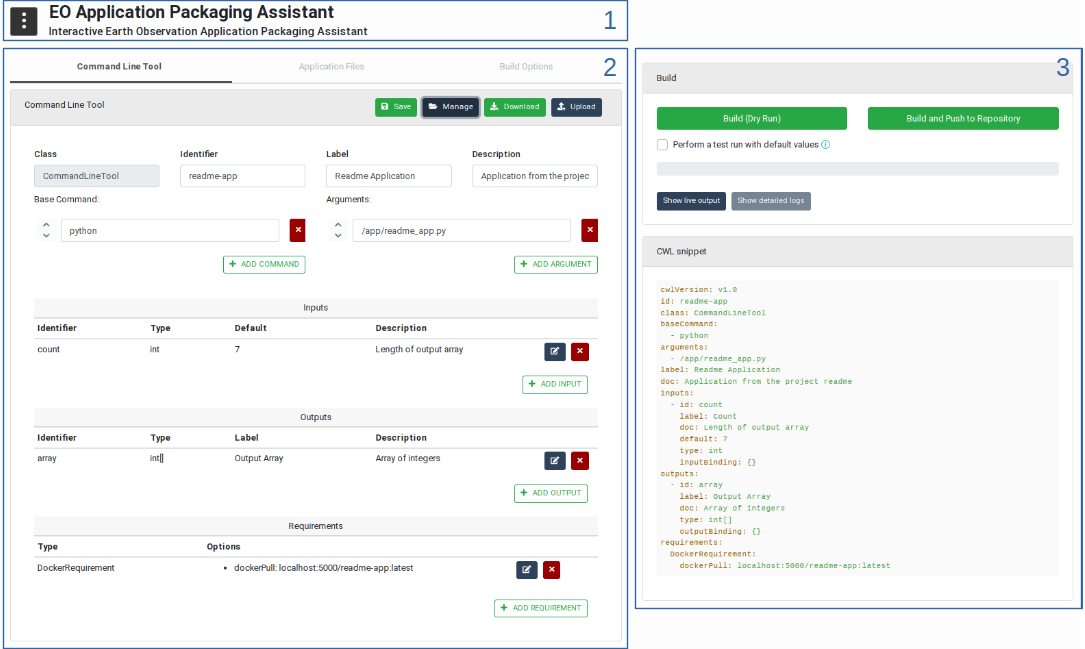 EO Application Packaging Assistant
Interactive Earth Observation Application Packaging Assistant
1
Command Line Tool Application Files Build Options
2
Command Line Tool
Save Manage Download Upload
Class Identifier Label Description
CommandLineTool readme-app Readme Application Application from the projec
Base Command: Arguments:
python /app/readme_app.py
ADD COMMAND ADD ARGUMENT
Inputs
Identifier Type Default Description
count int 7 Length of output array
ADD INPUT
Outputs
Identifier Type Label Description
array int[] Output Array Array of integers
ADD OUTPUT
Requirements
Type Options
DockerRequirement • dockerPull: localhost:5000/readme-app:latest
ADD REQUIREMENT
3
Build
Build (Dry Run) Build and Push to Repository
Perform a test run with default values
Show live output Show detailed logs
CWL snippet
cwlVersion: v1.0
id: readme-app
class: CommandLineTool
baseCommand:
  - python
arguments:
  - /app/readme_app.py
label: Readme Application
doc: Application from the project readme
inputs:
  - id: count
    label: Count
    doc: Length of output array
    default: 7
    type: int
    inputBinding: {}
outputs:
  - id: array
    label: Output Array
    doc: Array of integers
    type: int[]
    outputBinding: {}
requirements:
  DockerRequirement:
    dockerPull: localhost:5000/readme-app:latest